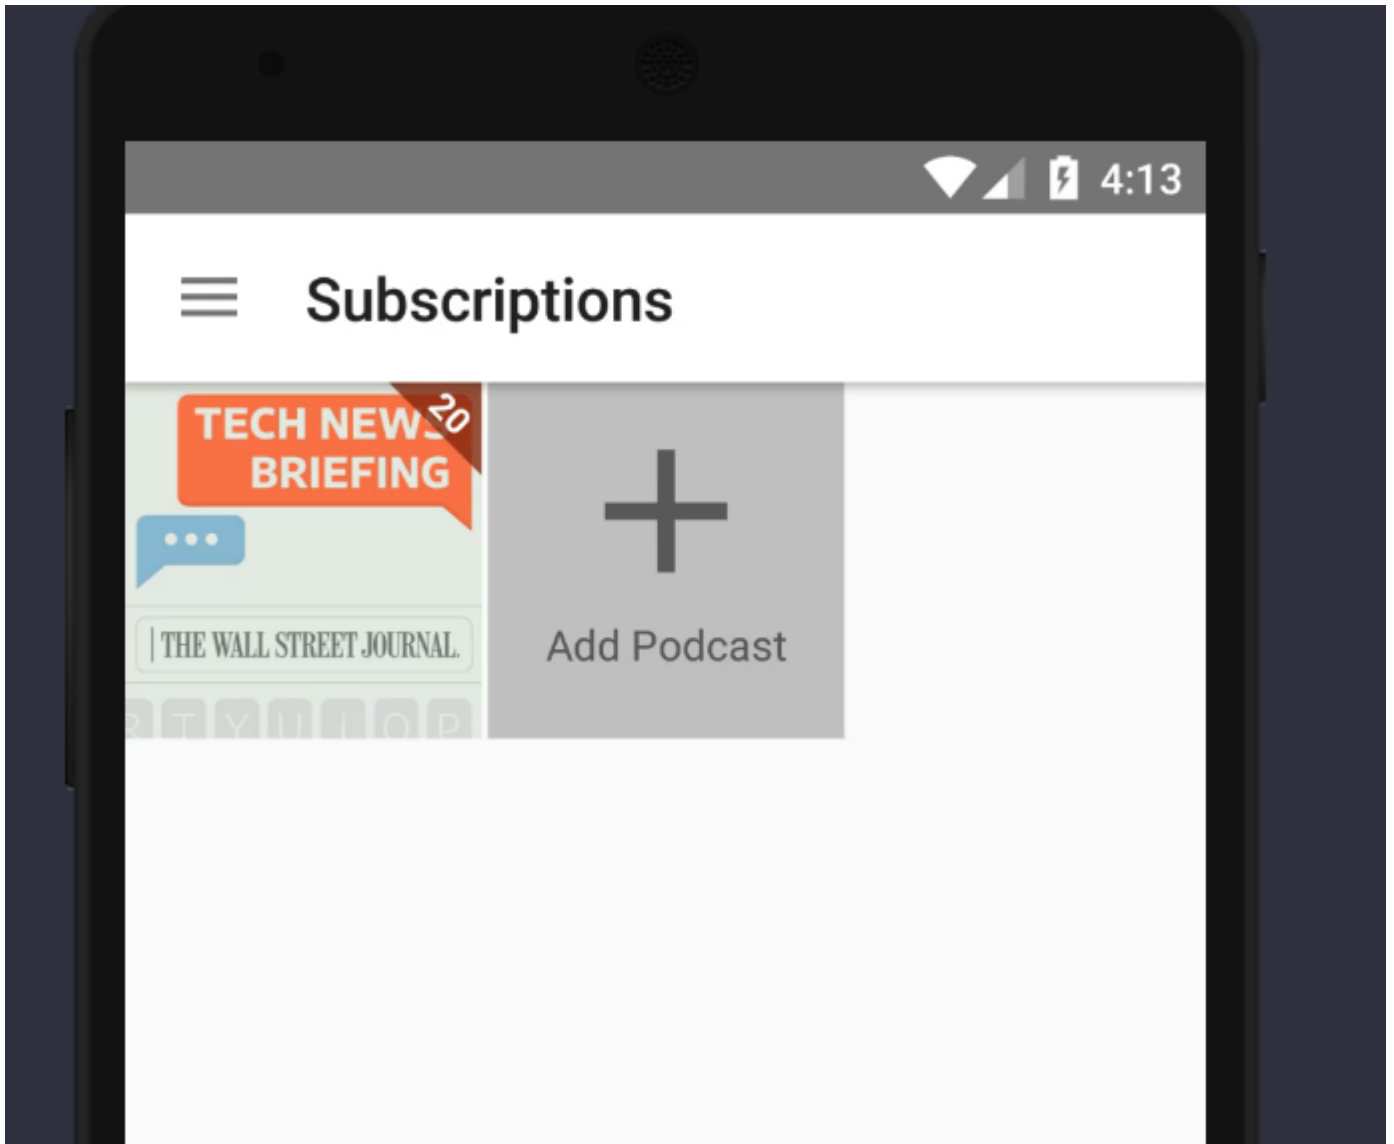 4:13
Subscriptions
20
TECH NEWS
BRIEFING
THE WALL STREET JOURNAL.
R T Y U I O P
Add Podcast